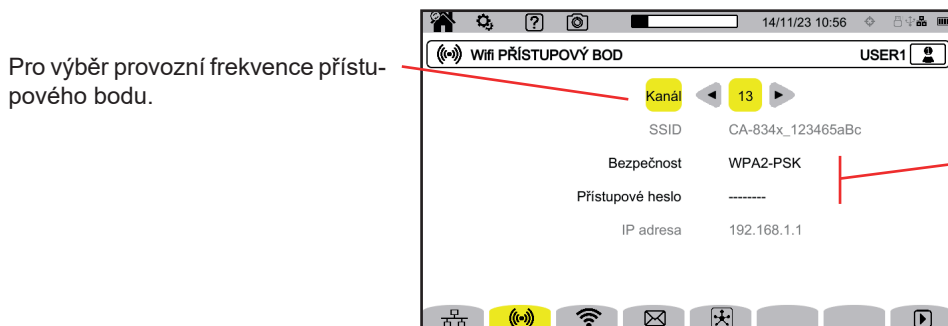 14/11/23 10:56
Wifi PŘÍSTUPOVÝ BOD USER1
Pro výběr provozní frekvence přístu-
pového bodu.
Kanál 13
SSID CA-834x_123465aBc
Bezpečnost WPA2-PSK
Přístupové heslo --------
IP adresa 192.168.1.1